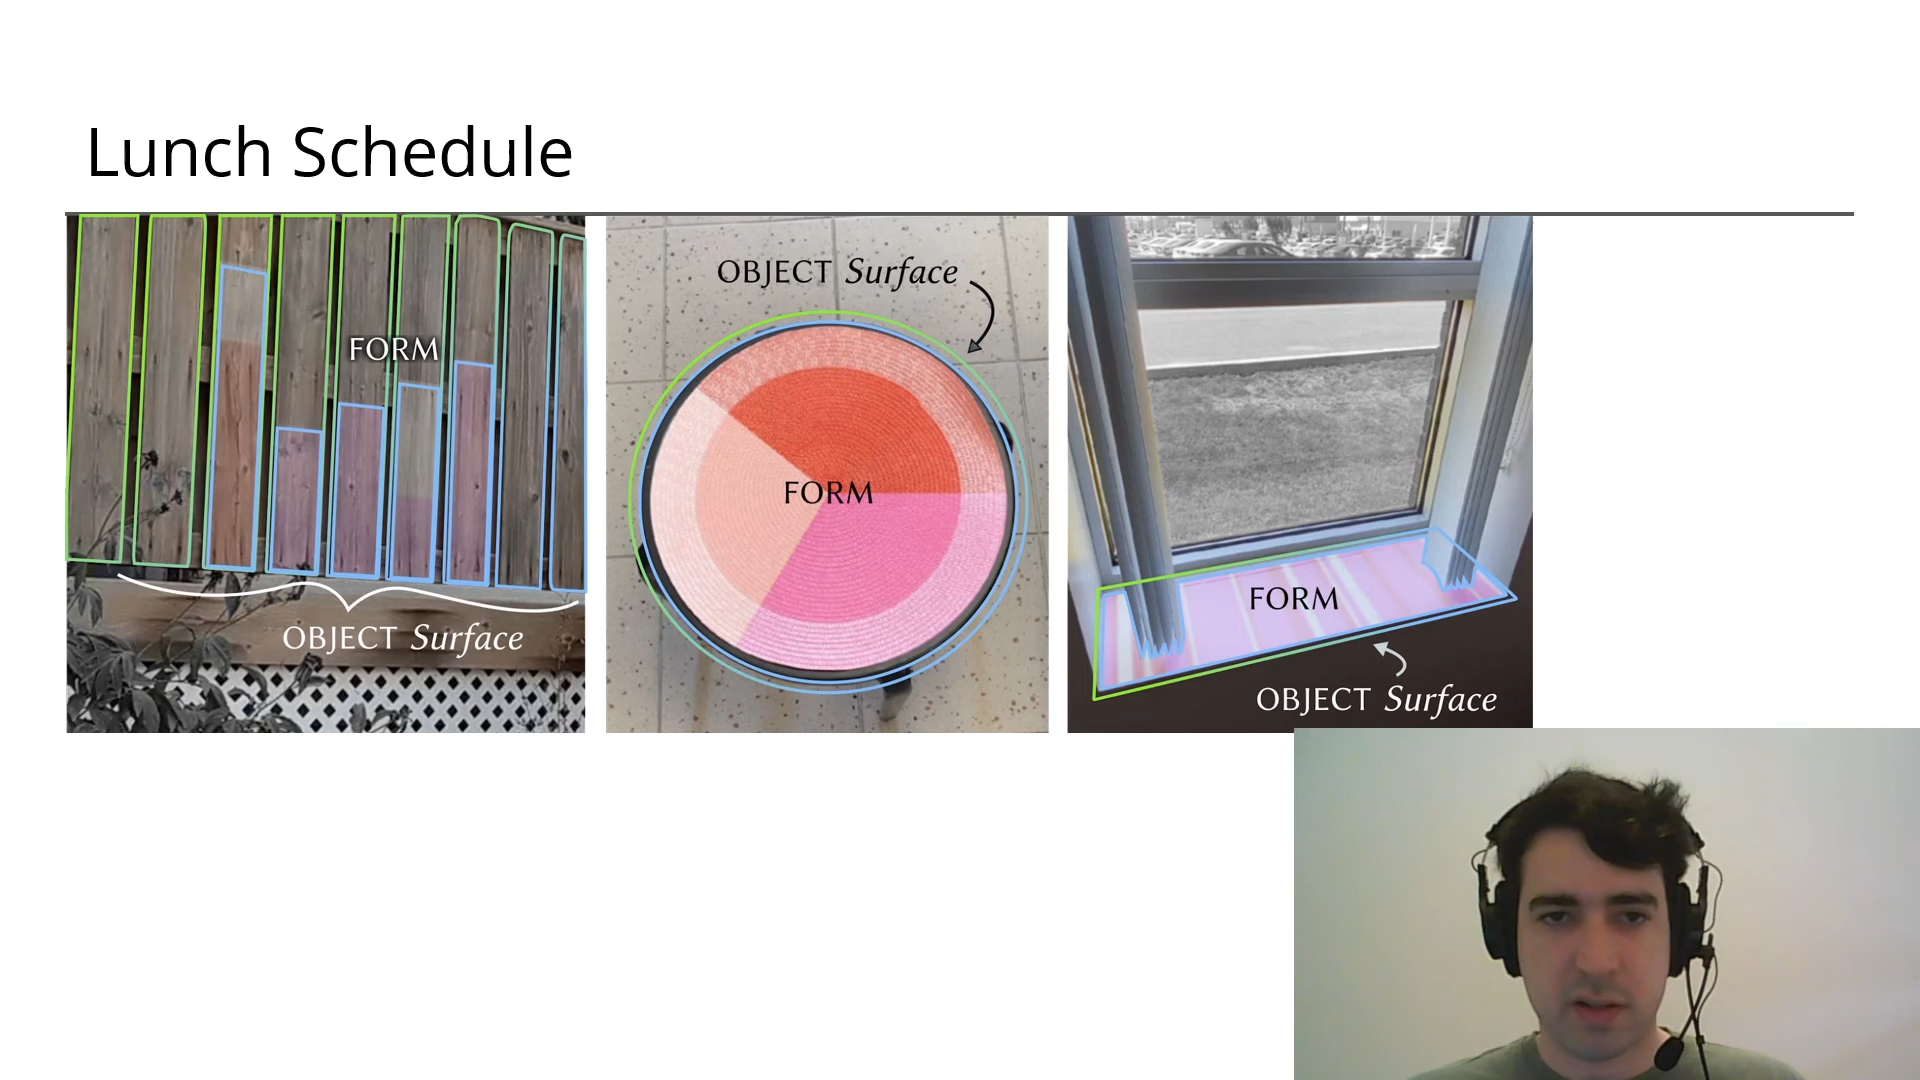 Lunch Schedule
FORM
OBJECT Surface
OBJECT Surface
FORM
FORM
OBJECT Surface